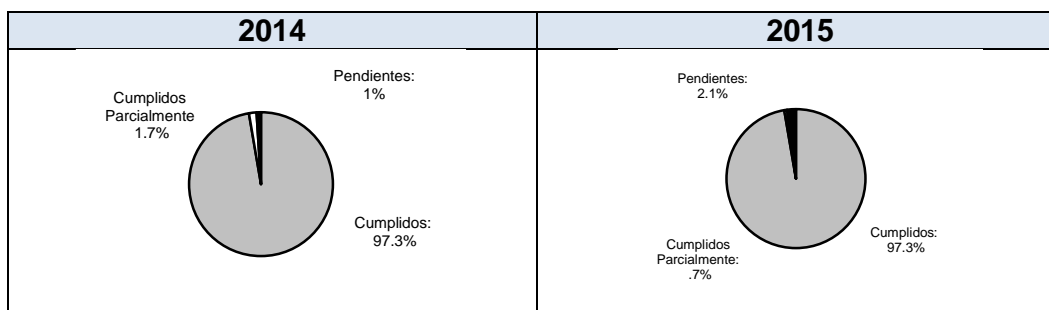 2014
2015
Pendientes:
1%
Cumplidos
Parcialmente
1.7%
Cumplidos:
97.3%
Pendientes:
2.1%
Cumplidos:
97.3%
Cumplidos
Parcialmente:
.7%